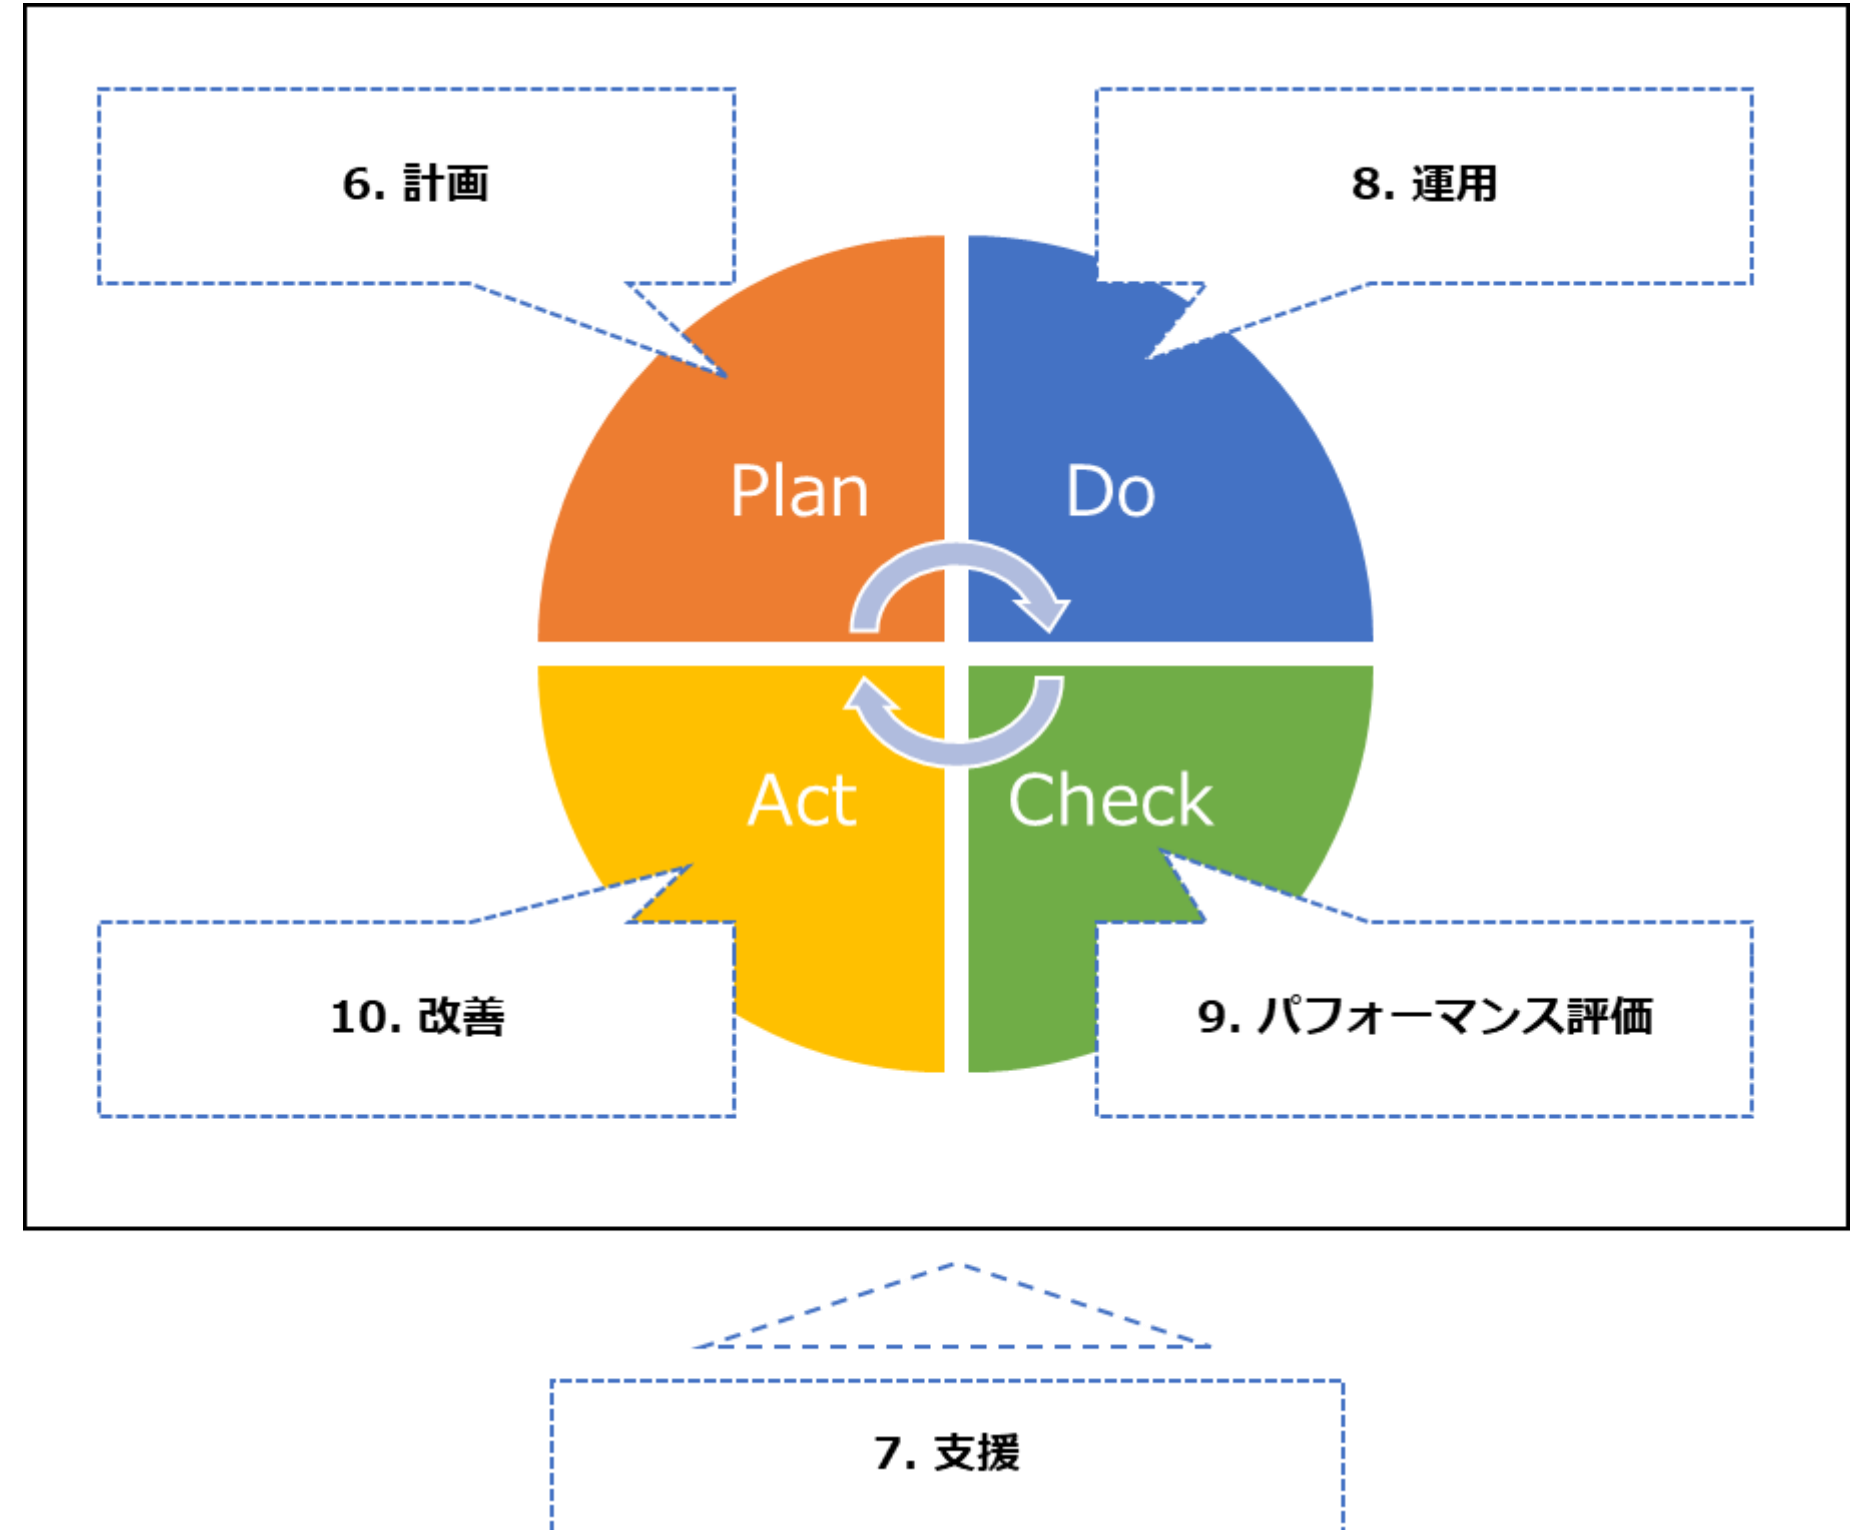 6. 計画
8. 運用
Plan
Do
Act
Check
10. 改善
9. パフォーマンス評価
7. 支援